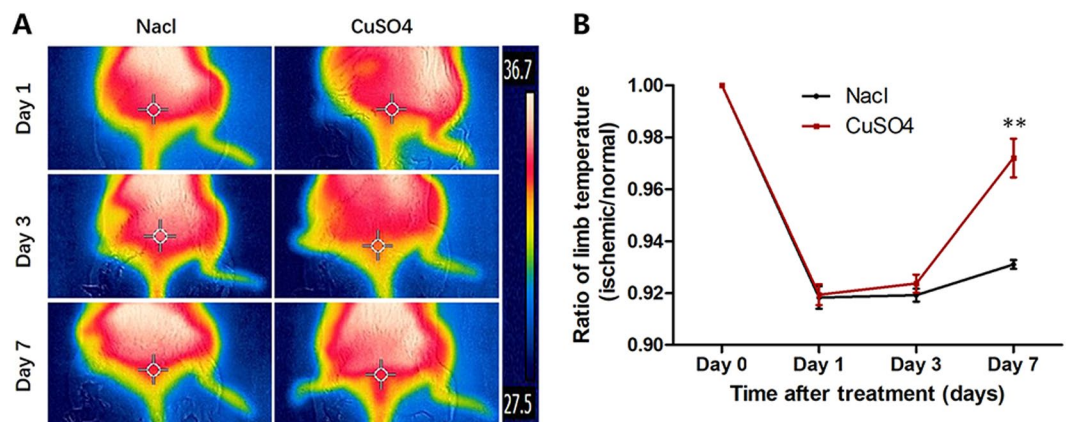 A
NacI
CuSO4
Day 1
Day 3
Day 7
36.7
27.5
B
Ratio of limb temperature
(ischemic/normal)
1.00
0.98
0.96
0.94
0.92
0.90
NacI
CuSO4
**
Day 0 Day 1 Day 3 Day 7
Time after treatment (days)